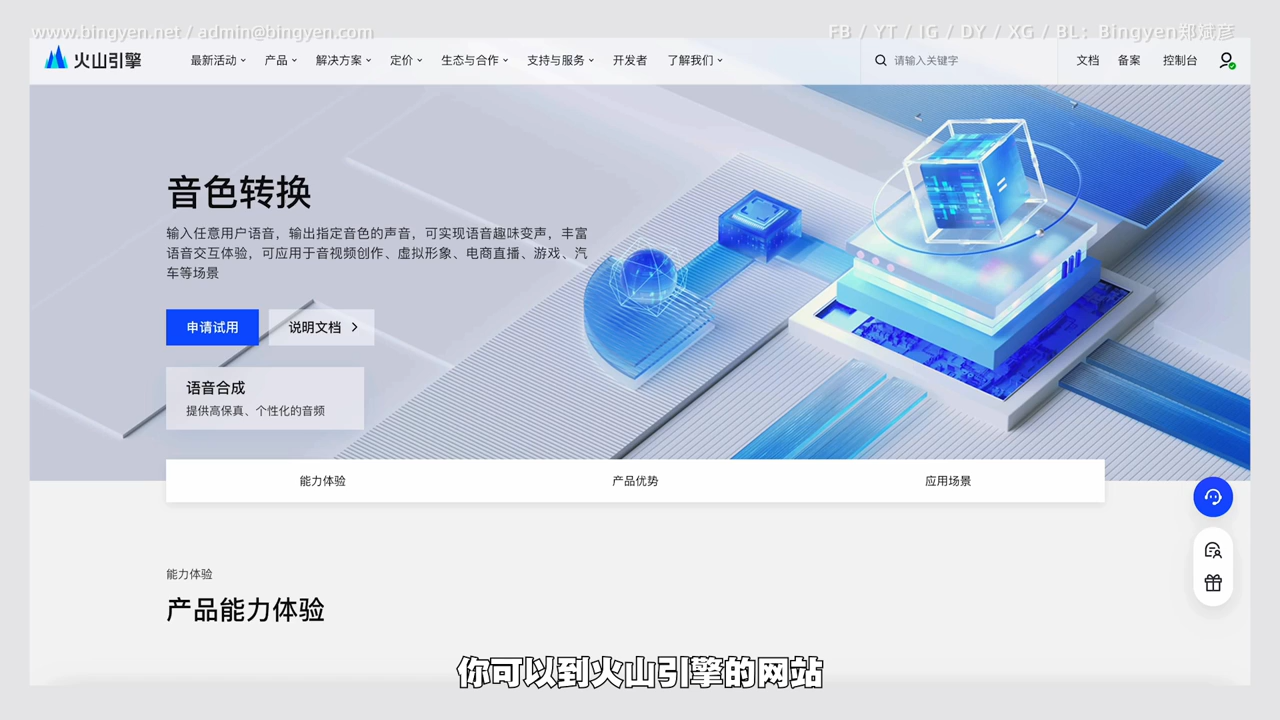 www.bingyen.net / admin@bingyen.com
FB / YT / IG / DY / XG / BL：Bingyen郑斌彦
火山引擎 最新活动 产品 解决方案 定价 生态与合作 支持与服务 开发者 了解我们 请输入关键字 文档 备案 控制台
音色转换
输入任意用户语音，输出指定音色的声音，可实现语音趣味变声，丰富
语音交互体验，可应用于音视频创作、虚拟形象、电商直播、游戏、汽
车等场景
申请试用 说明文档
语音合成
提供高保真、个性化的音频
能力体验 产品优势 应用场景
能力体验
产品能力体验
你可以到火山引擎的网站